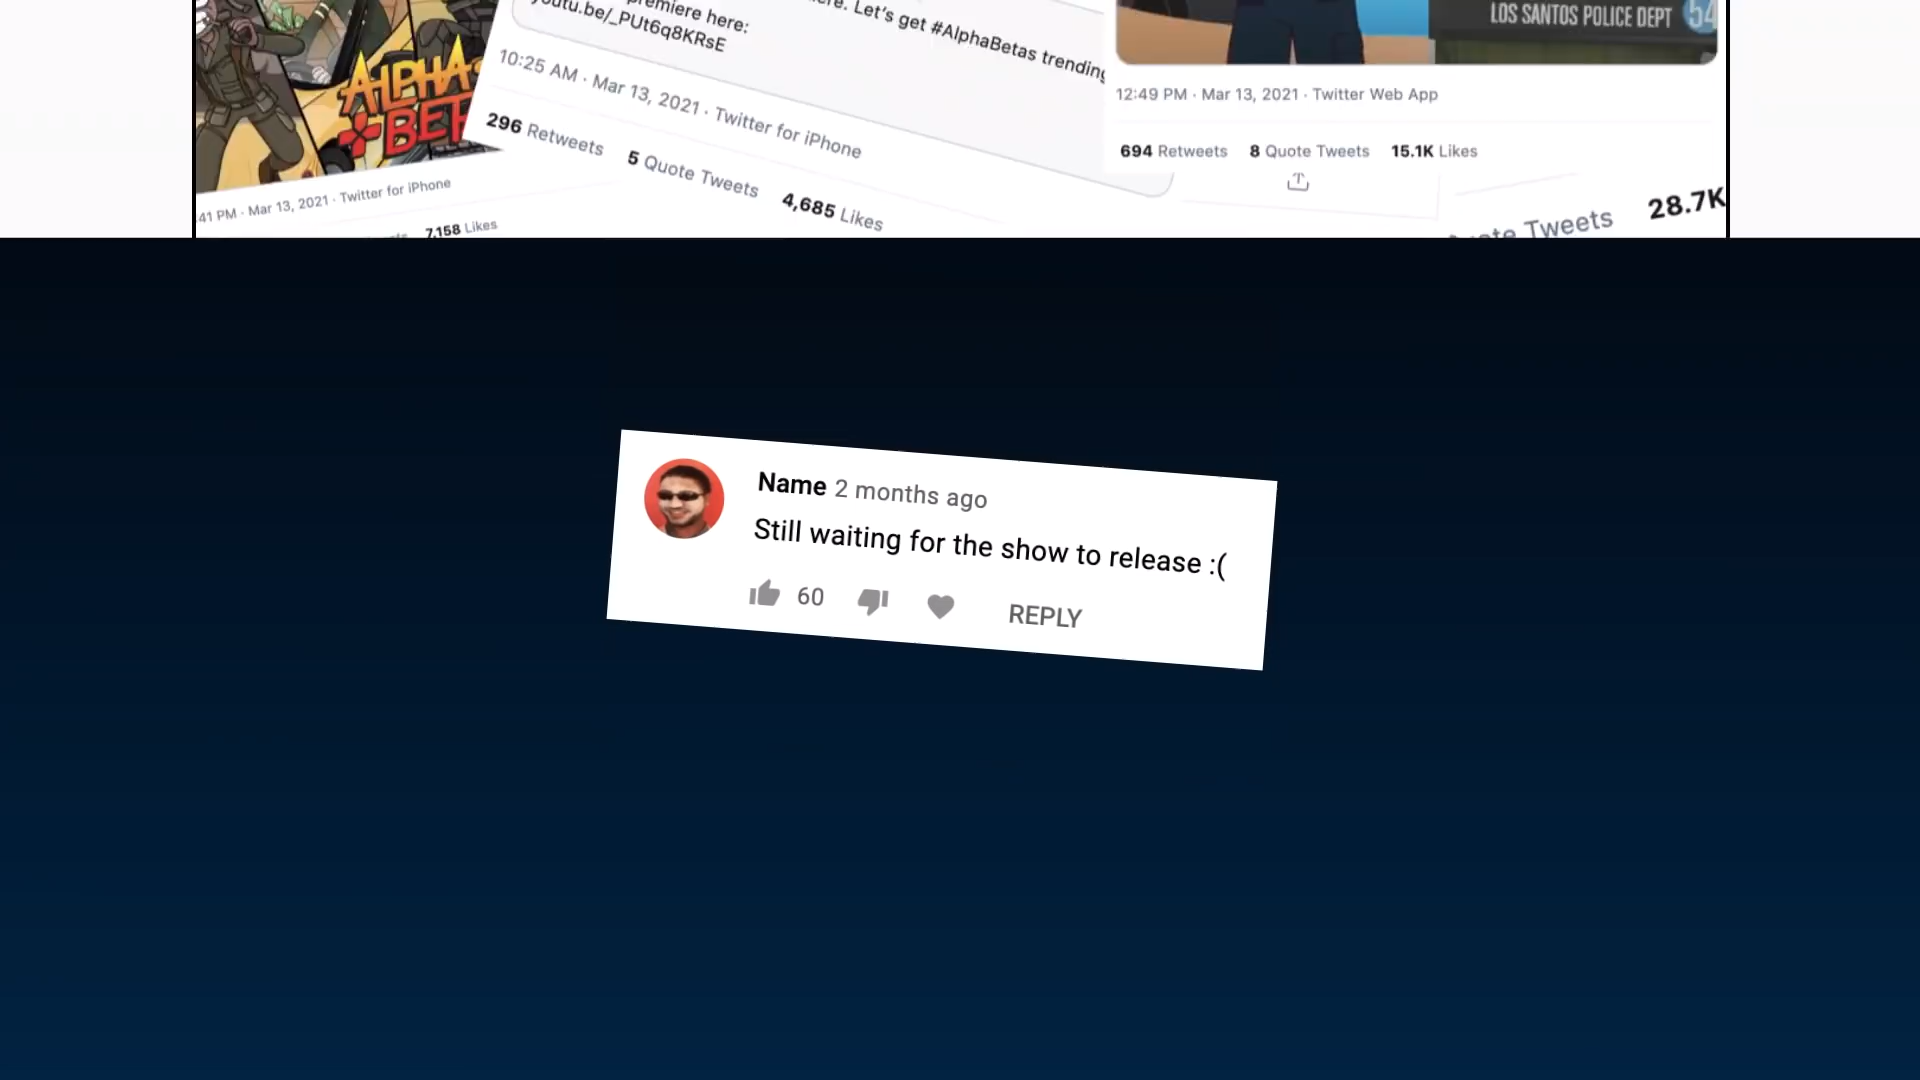 premiere here:
youtu.be/_PUt6q8KRsE
Let's get #AlphaBetas trending
10:25 AM · Mar 13, 2021 · Twitter for iPhone
296 Retweets 5 Quote Tweets 4,685 Likes
ALPHA
BET
41 PM · Mar 13, 2021 · Twitter for iPhone
7,158 Likes
LOS SANTOS POLICE DEPT 54
12:49 PM · Mar 13, 2021 · Twitter Web App
694 Retweets 8 Quote Tweets 15.1K Likes
Tweets 28.7K
Name 2 months ago
Still waiting for the show to release :(
60 REPLY